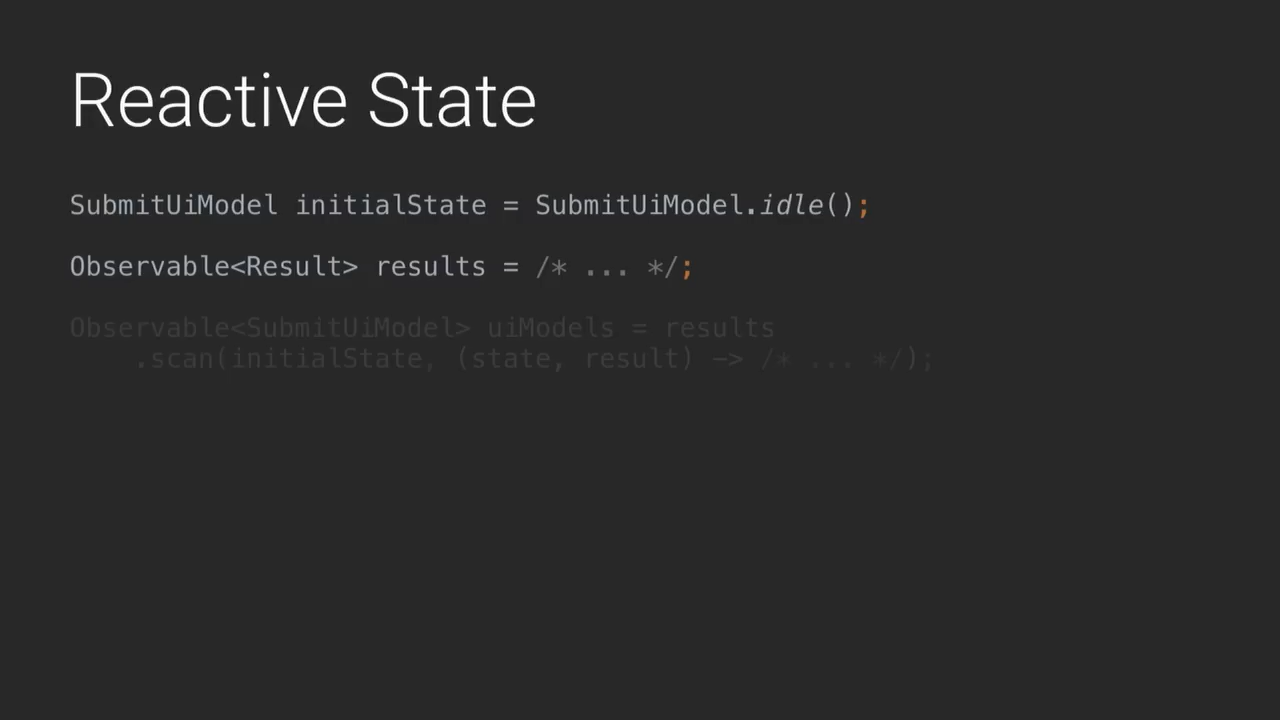 Reactive State
SubmitUiModel initialState = SubmitUiModel.idle();
Observable<Result> results = /* ... */;
Observable<SubmitUiModel> uiModels = results
.scan(initialState, (state, result) -> /* ... */);